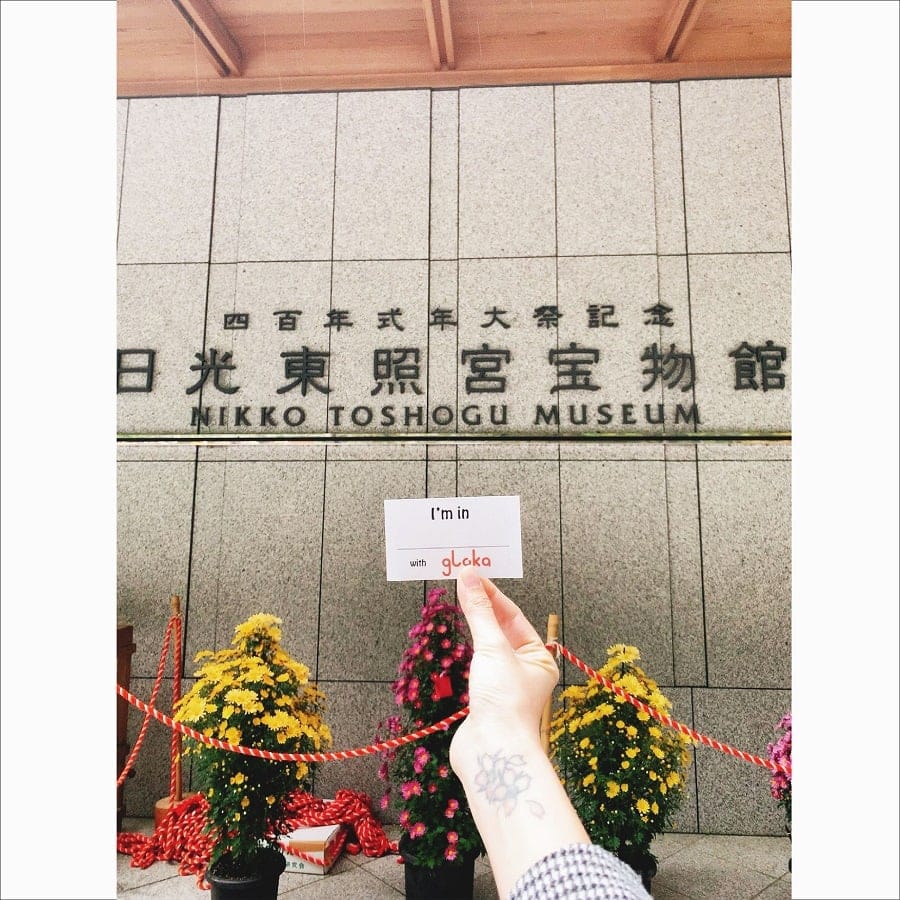 四百年式年大祭記念
日光東照宮宝物館
NIKKO TOSHOGU MUSEUM
I'm in
with gLoka